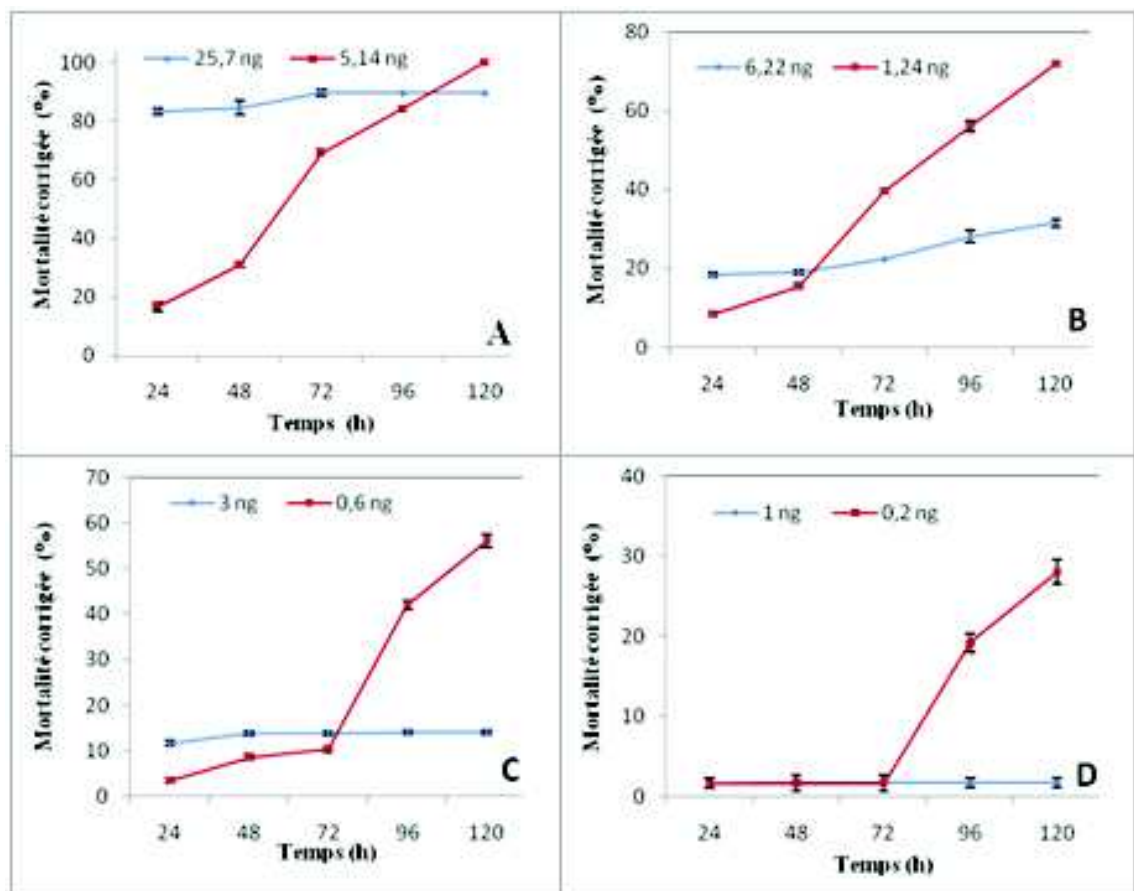 25,7 ng 5,14 ng
Mortalité corrigée (%)
100
80
60
40
20
0
24 48 72 96 120
Temps (h)
A
6,22 ng 1,24 ng
Mortalité corrigée (%)
80
60
40
20
0
24 48 72 96 120
Temps (h)
B
3 ng 0,6 ng
Mortalité corrigée (%)
70
60
50
40
30
20
10
0
24 48 72 96 120
Temps (h)
C
1 ng 0,2 ng
Mortalité corrigée (%)
40
30
20
10
0
24 48 72 96 120
Temps (h)
D